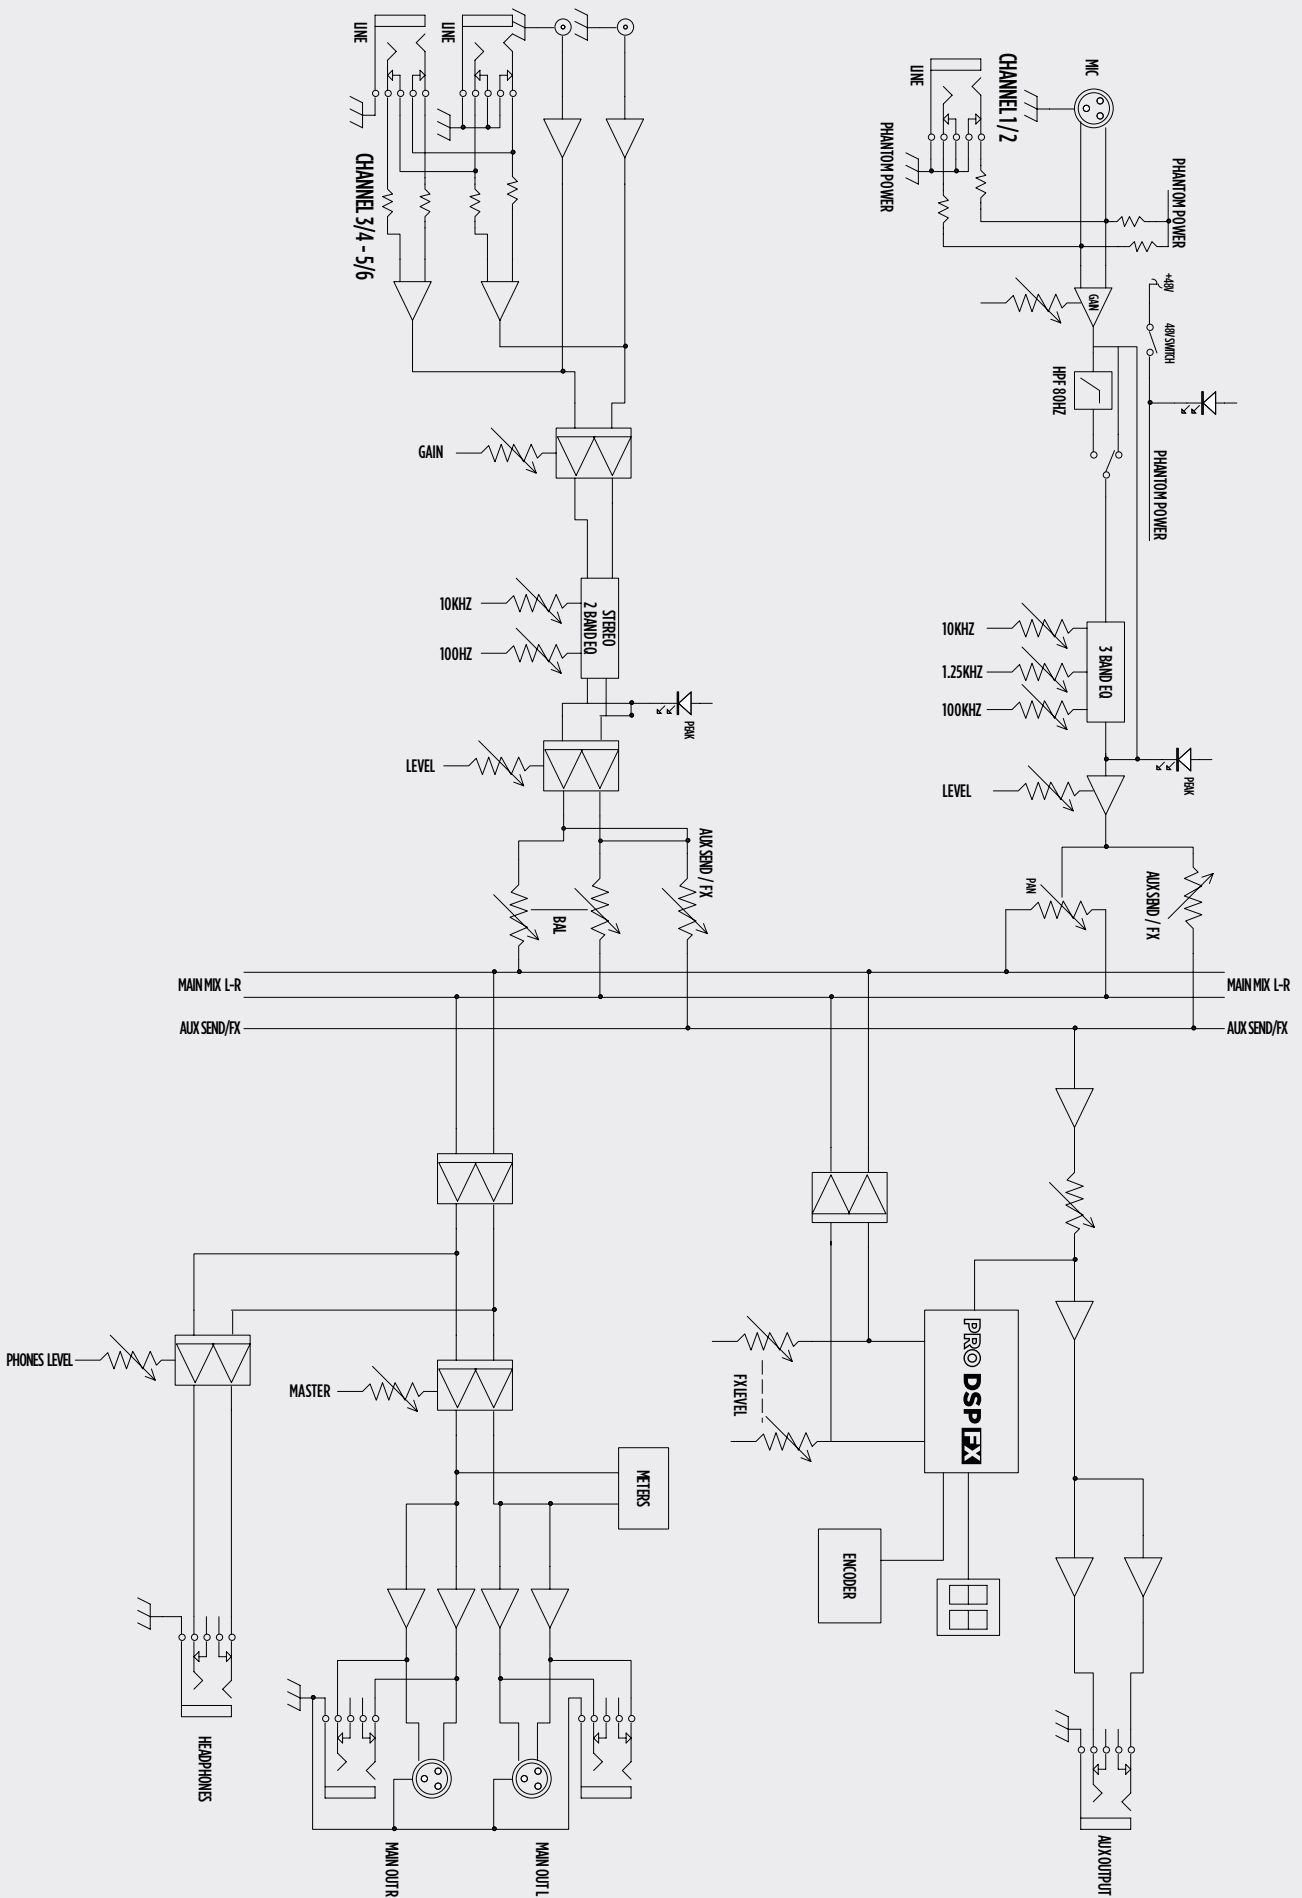 LINE
LINE
CHANNEL 3/4 - 5/6
CHANNEL 1/2
MIC
LINE
PHANTOM POWER
PHANTOM POWER
GAIN
+48V
48V SWITCH
HPF 80HZ
PHANTOM POWER
GAIN
10KHZ
100HZ
STEREO
2 BAND EQ
PEAK
LEVEL
AUX SEND / FX
BAL
10KHZ
1.25KHZ
100KHZ
3 BAND EQ
PEAK
LEVEL
PAN
AUX SEND / FX
MAIN MIX L-R
MAIN MIX L-R
AUX SEND/FX
AUX SEND/FX
PHONES LEVEL
MASTER
METERS
FX LEVEL
PRO DSP FX
ENCODER
HEADPHONES
MAIN OUT R
MAIN OUT L
AUX OUTPUT